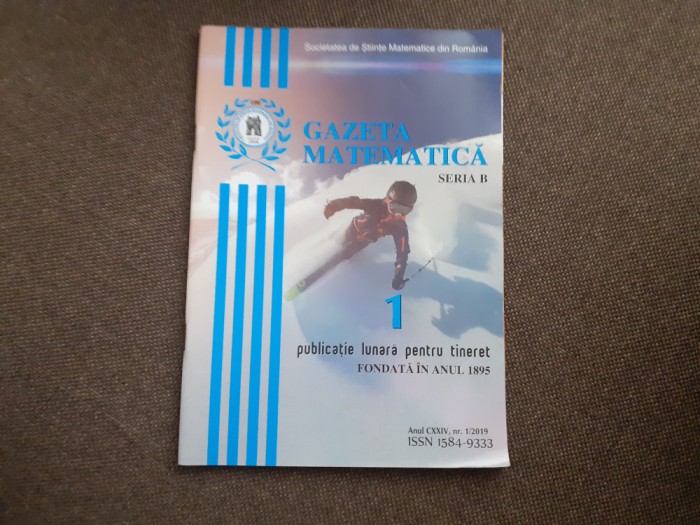 Societatea de Științe Matematice din România
GAZETA
MATEMATICĂ
SERIA B
1
publicație lunară pentru tineret
FONDATĂ ÎN ANUL 1895
Anul CXXIV, nr. 1/2019
ISSN 1584-9333